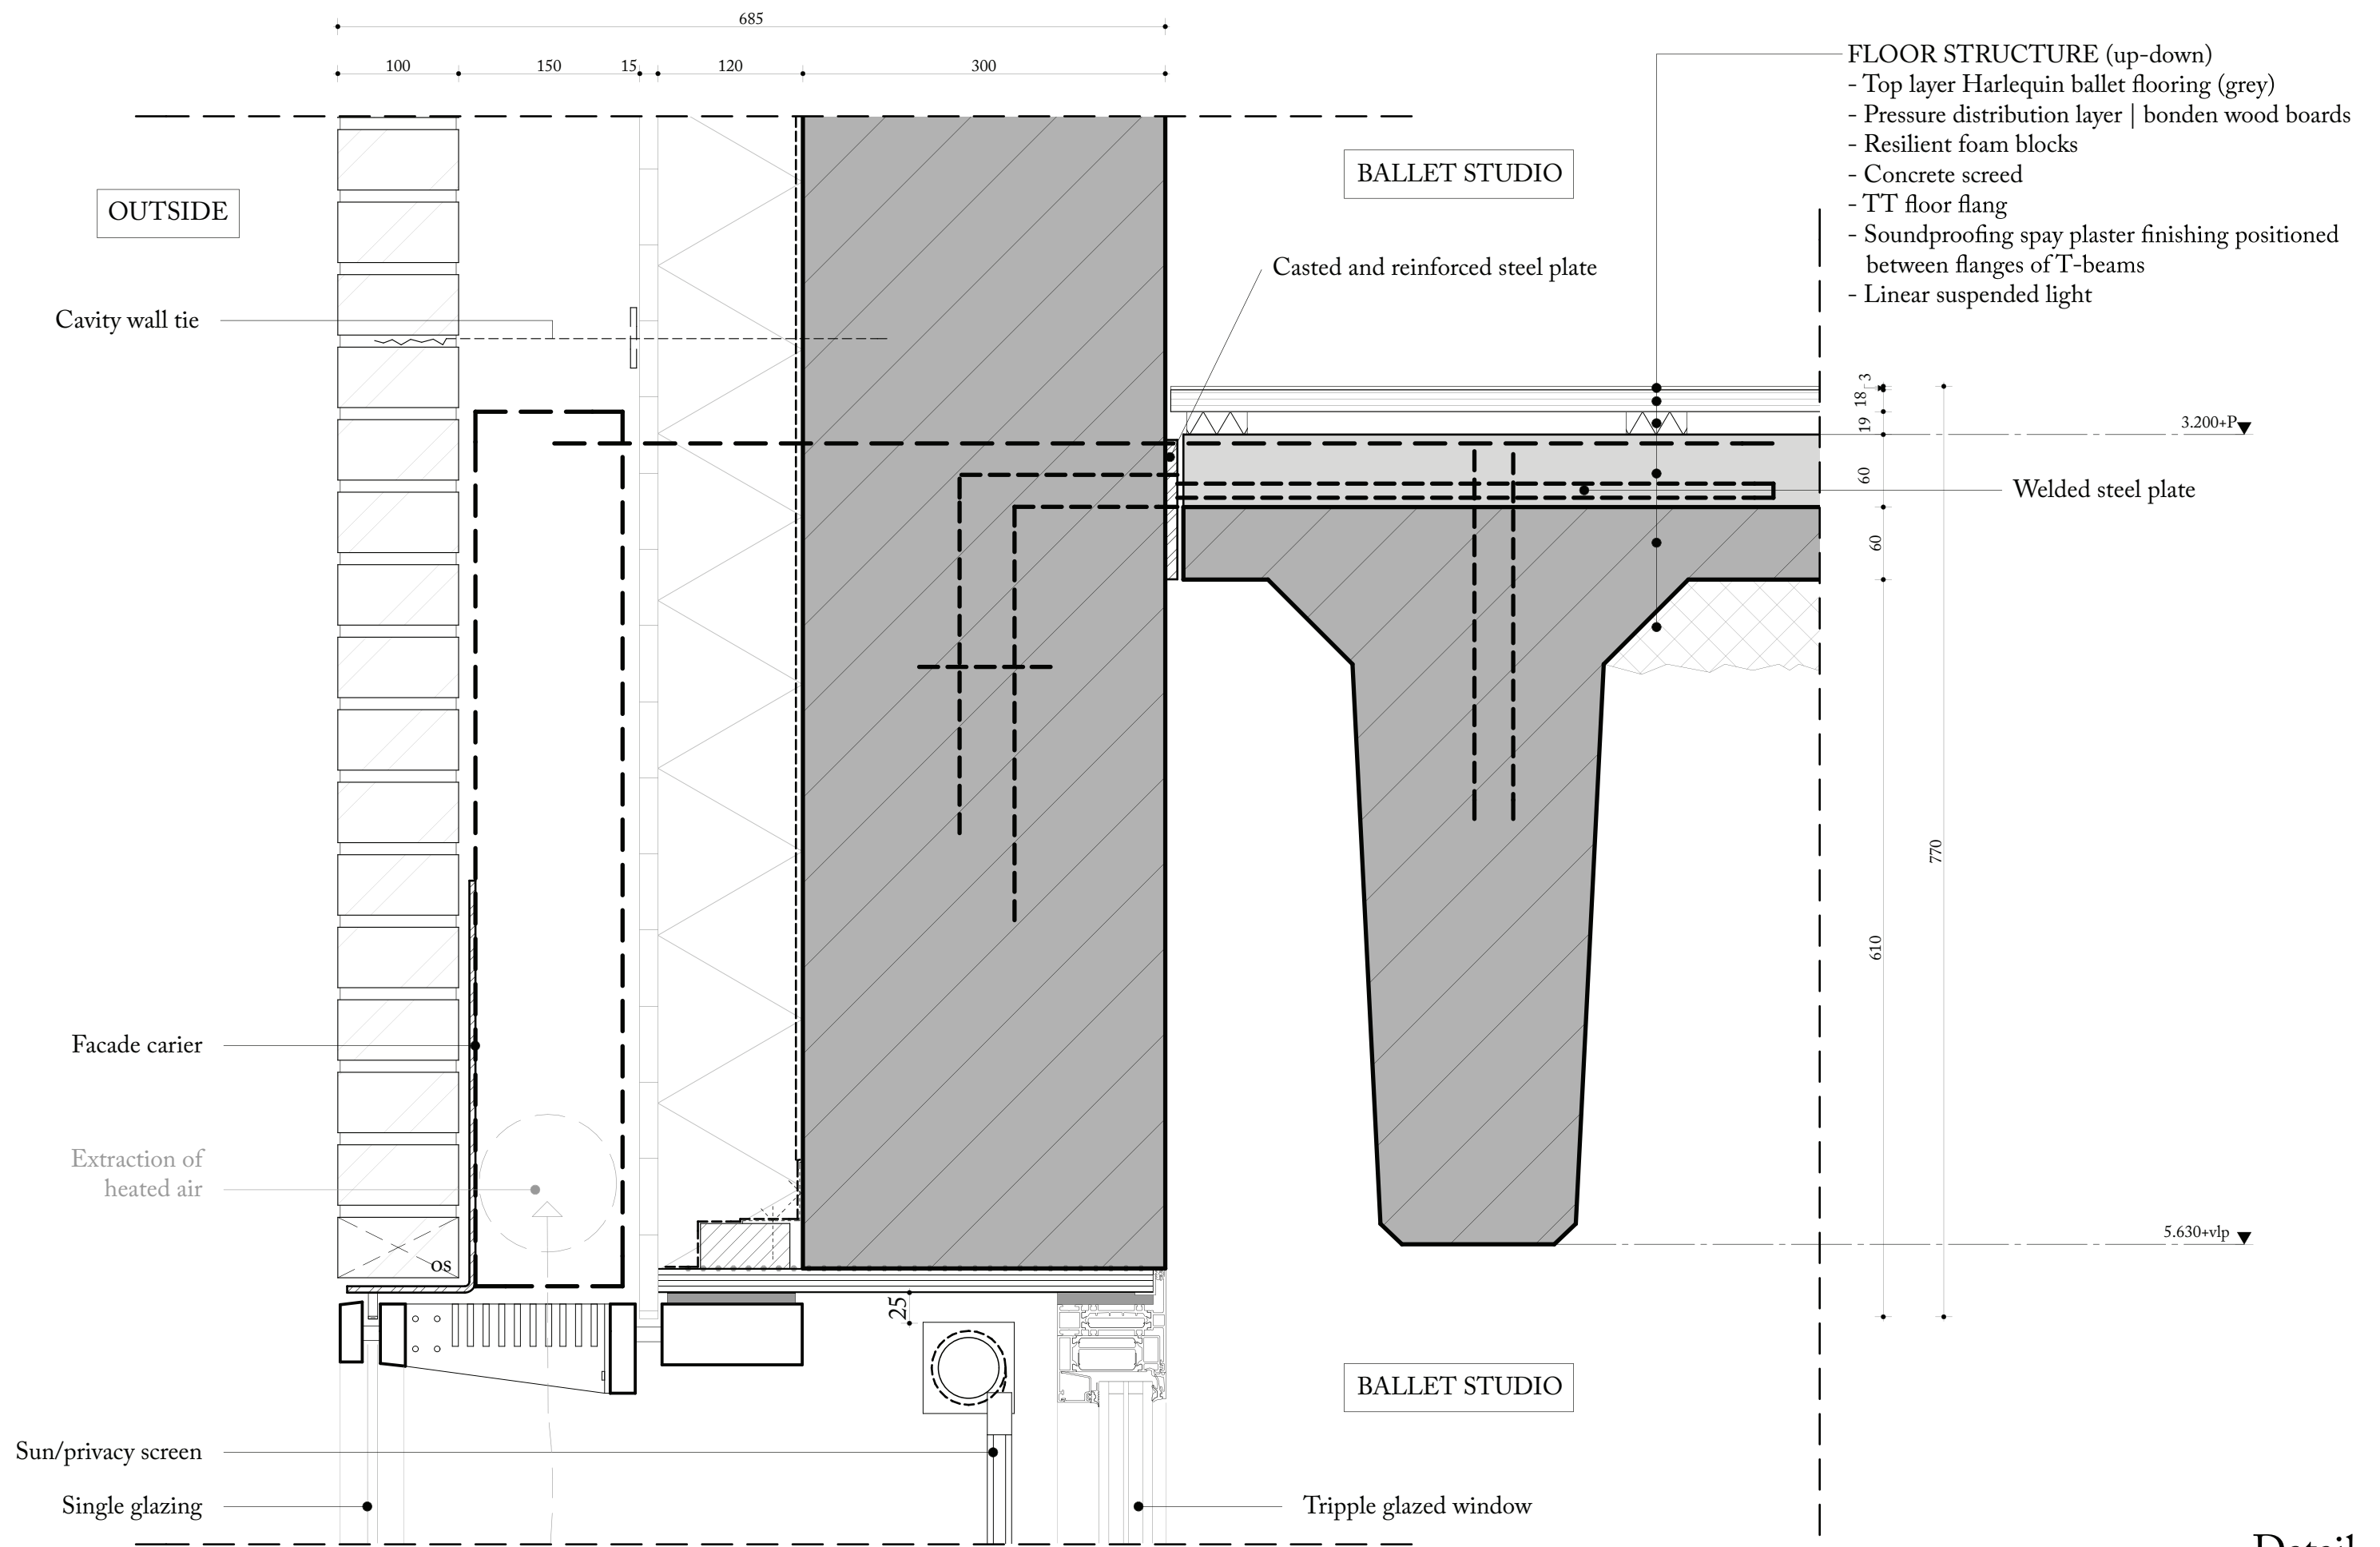 685
100 150 15 120 300
FLOOR STRUCTURE (up-down)
- Top layer Harlequin ballet flooring (grey)
- Pressure distribution layer | bonden wood boards
- Resilient foam blocks
- Concrete screed
- TT floor flang
- Soundproofing spay plaster finishing positioned
between flanges of T-beams
- Linear suspended light
BALLET STUDIO
OUTSIDE
Casted and reinforced steel plate
Cavity wall tie
3
18
19
3.200+P
60
Welded steel plate
60
770
610
Facade carier
Extraction of
heated air
5.630+vlp
os
25
BALLET STUDIO
Sun/privacy screen
Single glazing
Tripple glazed window